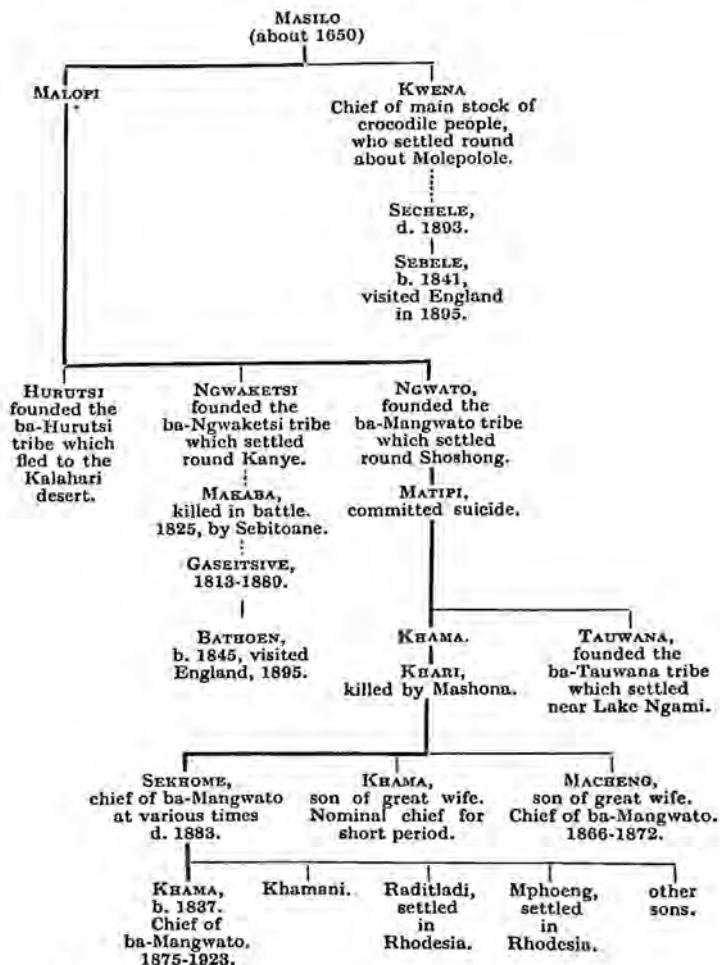 MASILO
(about 1650)
MALOPI
KWENA
Chief of main stock of
crocodile people,
who settled round
about Molepolole.
SECHELE,
d. 1893.
SEBELE,
b. 1841,
visited England
in 1895.
HURUTSI
founded the
ba-Hurutsi
tribe which
fled to the
Kalahari
desert.
NGWAKETSI
founded the
ba-Ngwaketsi tribe
which settled
round Kanye.
MAKABA,
killed in battle.
1825, by Sebitoane.
GASEITSIVE,
1813-1889.
BATHOEN,
b. 1845, visited
England, 1895.
NGWATO,
founded the
ba-Mangwato tribe
which settled
round Shoshong.
MATIPI,
committed suicide.
KHAMA.
KHARI,
killed by Mashona.
TAUWANA,
founded the
ba-Tauwana tribe
which settled
near Lake Ngami.
SEKHOME,
chief of ba-Mangwato
at various times
d. 1883.
KHAMA,
son of great wife.
Nominal chief for
short period.
MACHENG,
son of great wife.
Chief of ba-Mangwato.
1866-1872.
KHAMA,
b. 1837.
Chief of
ba-Mangwato.
1875-1923.
Khamani.
Raditladi,
settled
in
Rhodesia.
Mphoeng,
settled
in
Rhodesia.
other
sons.